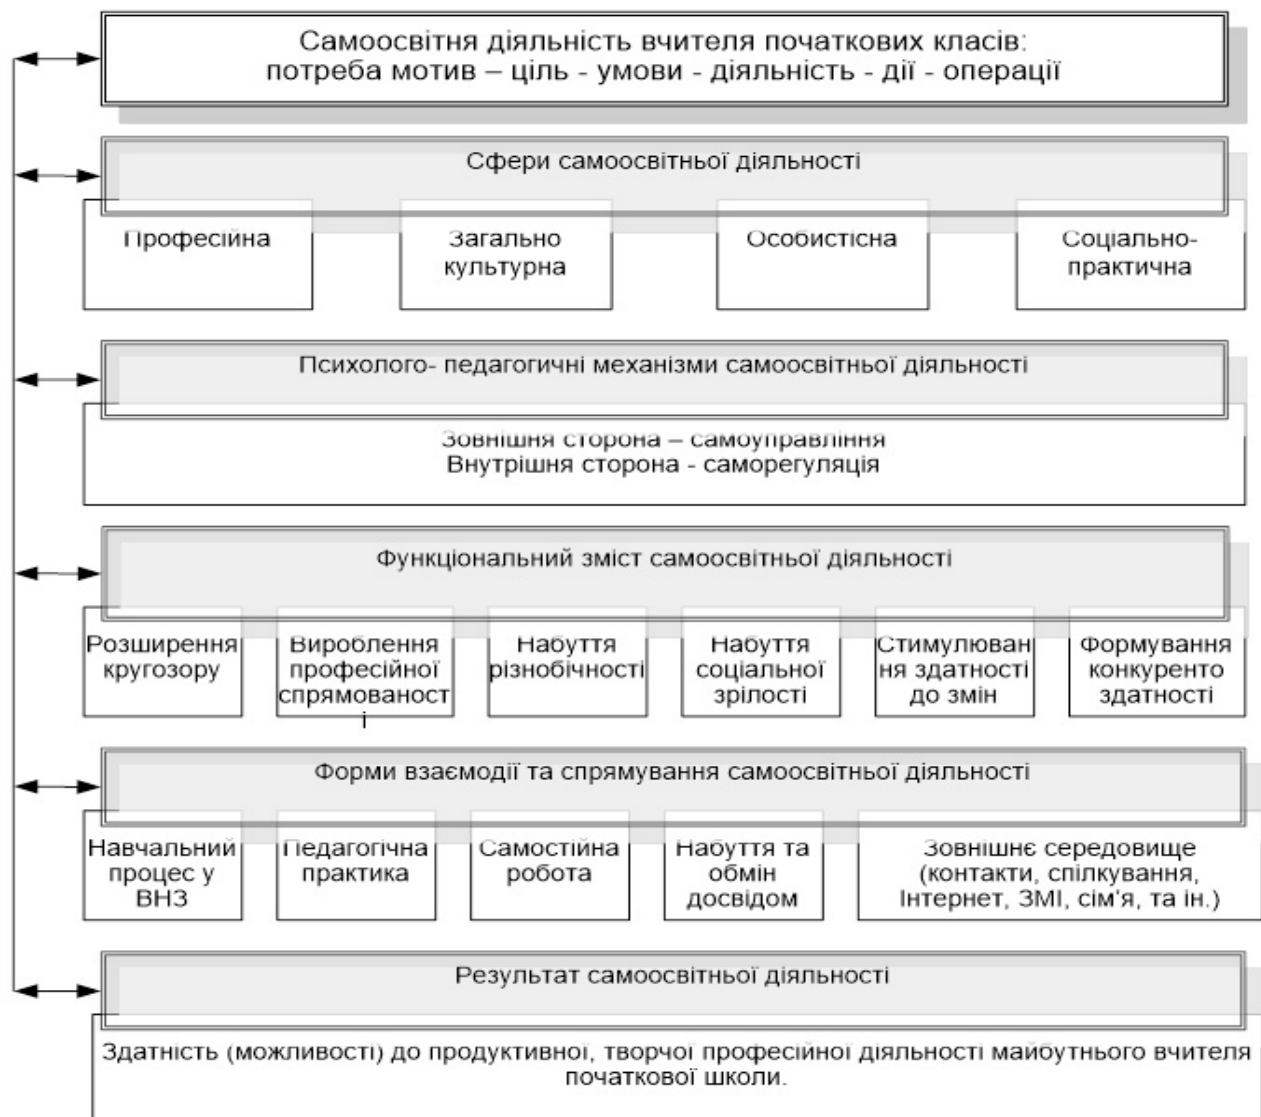 Самоосвітня діяльність вчителя початкових класів:
потреба мотив – ціль - умови - діяльність - дії - операції
Сфери самоосвітньої діяльності
Професійна
Загально
культурна
Особистісна
Соціально-
практична
Психолого- педагогичні механізми самоосвітньої діяльності
Зовнішня сторона – самоуправління
Внутрішня сторона - саморегуляція
Функціональний зміст самоосвітньої діяльності
Розширення
кругозору
Вироблення
професійної
спрямованост
і
Набуття
різнобічності
Набуття
соціальної
зрілості
Стимулюван
ня здатності
до змін
Формування
конкуренто
здатності
Форми взаємодії та спрямування самоосвітньої діяльності
Навчальний
процес у
ВНЗ
Педагогічна
практика
Самостійна
робота
Набуття та
обмін
досвідом
Зовнішнє середовище
(контакти, спілкування,
Інтернет, ЗМІ, сім'я, та ін.)
Результат самоосвітньої діяльності
Здатність (можливості) до продуктивної, творчої професійної діяльності майбутнього вчителя
початкової школи.